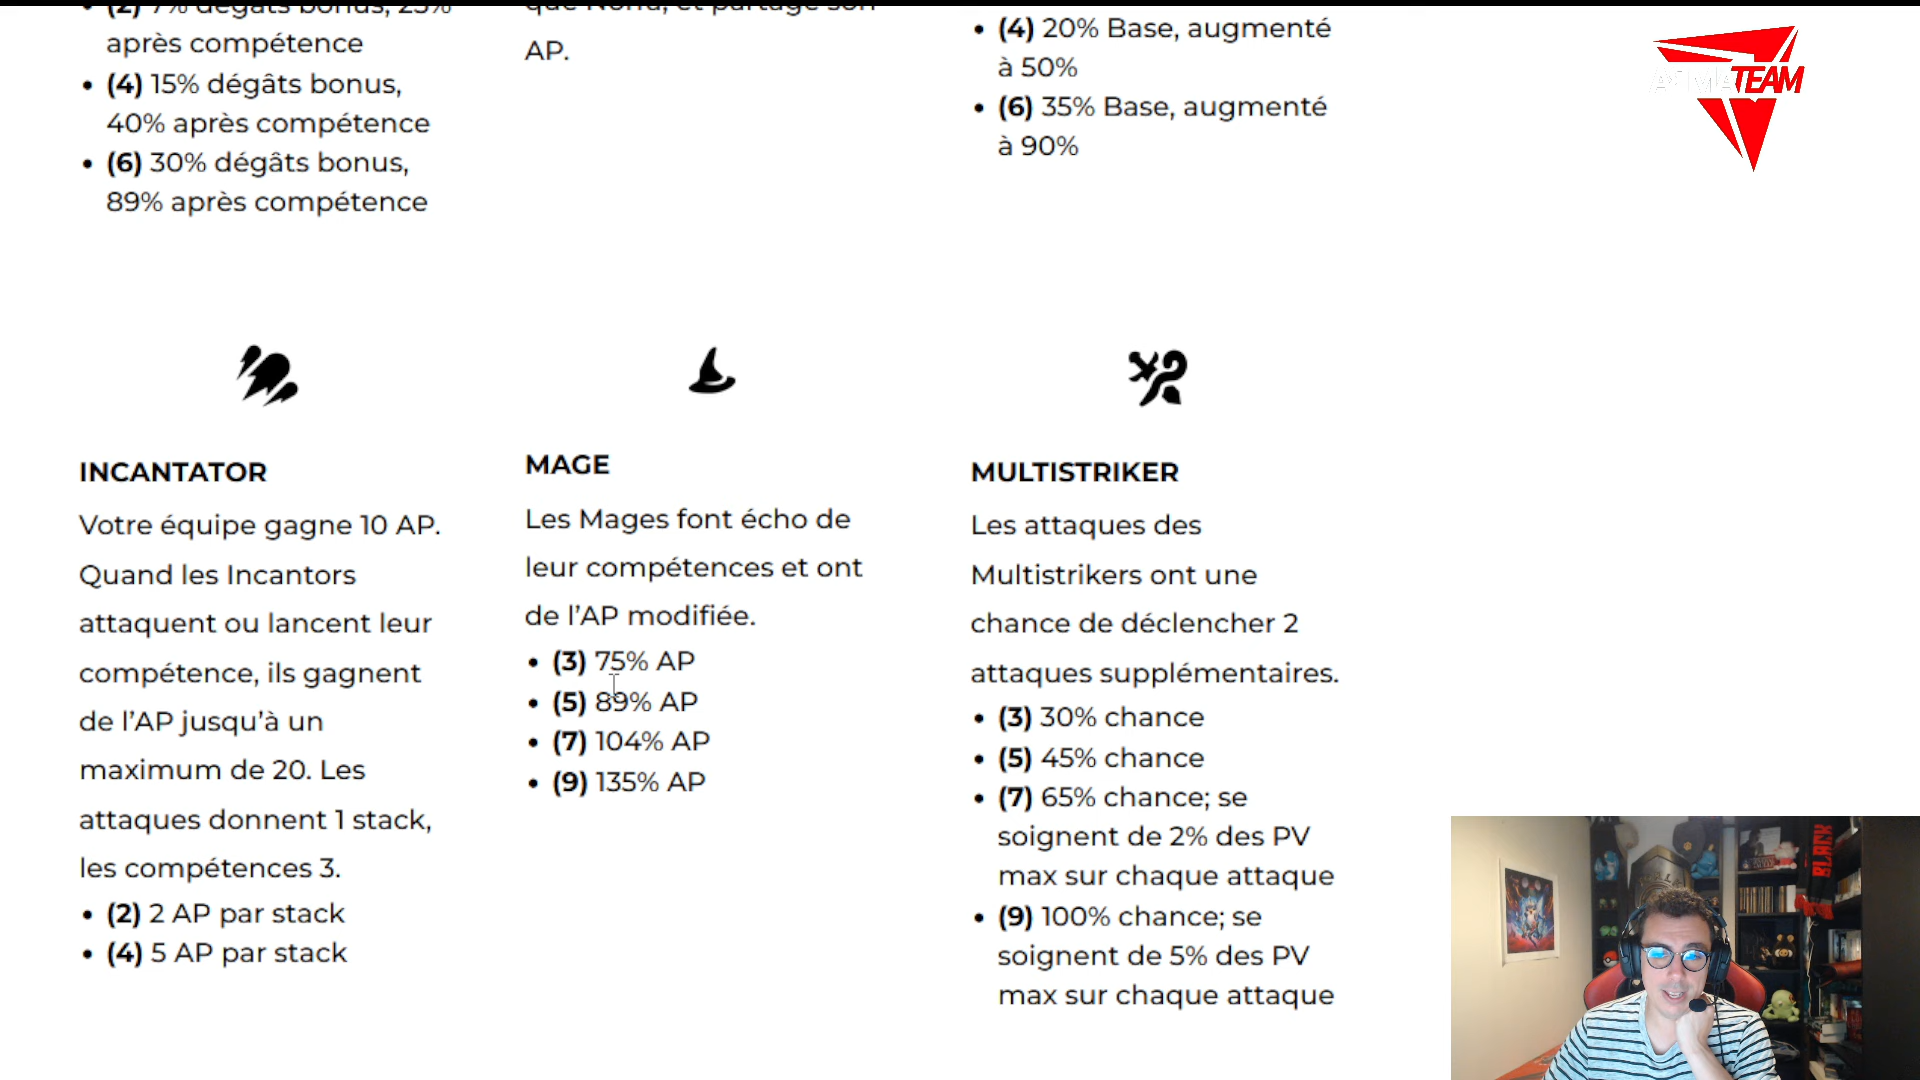 (2) 7% dégâts bonus, 25%
après compétence
(4) 15% dégâts bonus,
40% après compétence
(6) 30% dégâts bonus,
89% après compétence
AP.
(4) 20% Base, augmenté
à 50%
(6) 35% Base, augmenté
à 90%
ARMATEAM
INCANTATOR
Votre équipe gagne 10 AP.
Quand les Incantors
attaquent ou lancent leur
compétence, ils gagnent
de l’AP jusqu’à un
maximum de 20. Les
attaques donnent 1 stack,
les compétences 3.
(2) 2 AP par stack
(4) 5 AP par stack
MAGE
Les Mages font écho de
leur compétences et ont
de l’AP modifiée.
(3) 75% AP
(5) 89% AP
(7) 104% AP
(9) 135% AP
MULTISTRIKER
Les attaques des
Multistrikers ont une
chance de déclencher 2
attaques supplémentaires.
(3) 30% chance
(5) 45% chance
(7) 65% chance; se
soignent de 2% des PV
max sur chaque attaque
(9) 100% chance; se
soignent de 5% des PV
max sur chaque attaque
BLACK